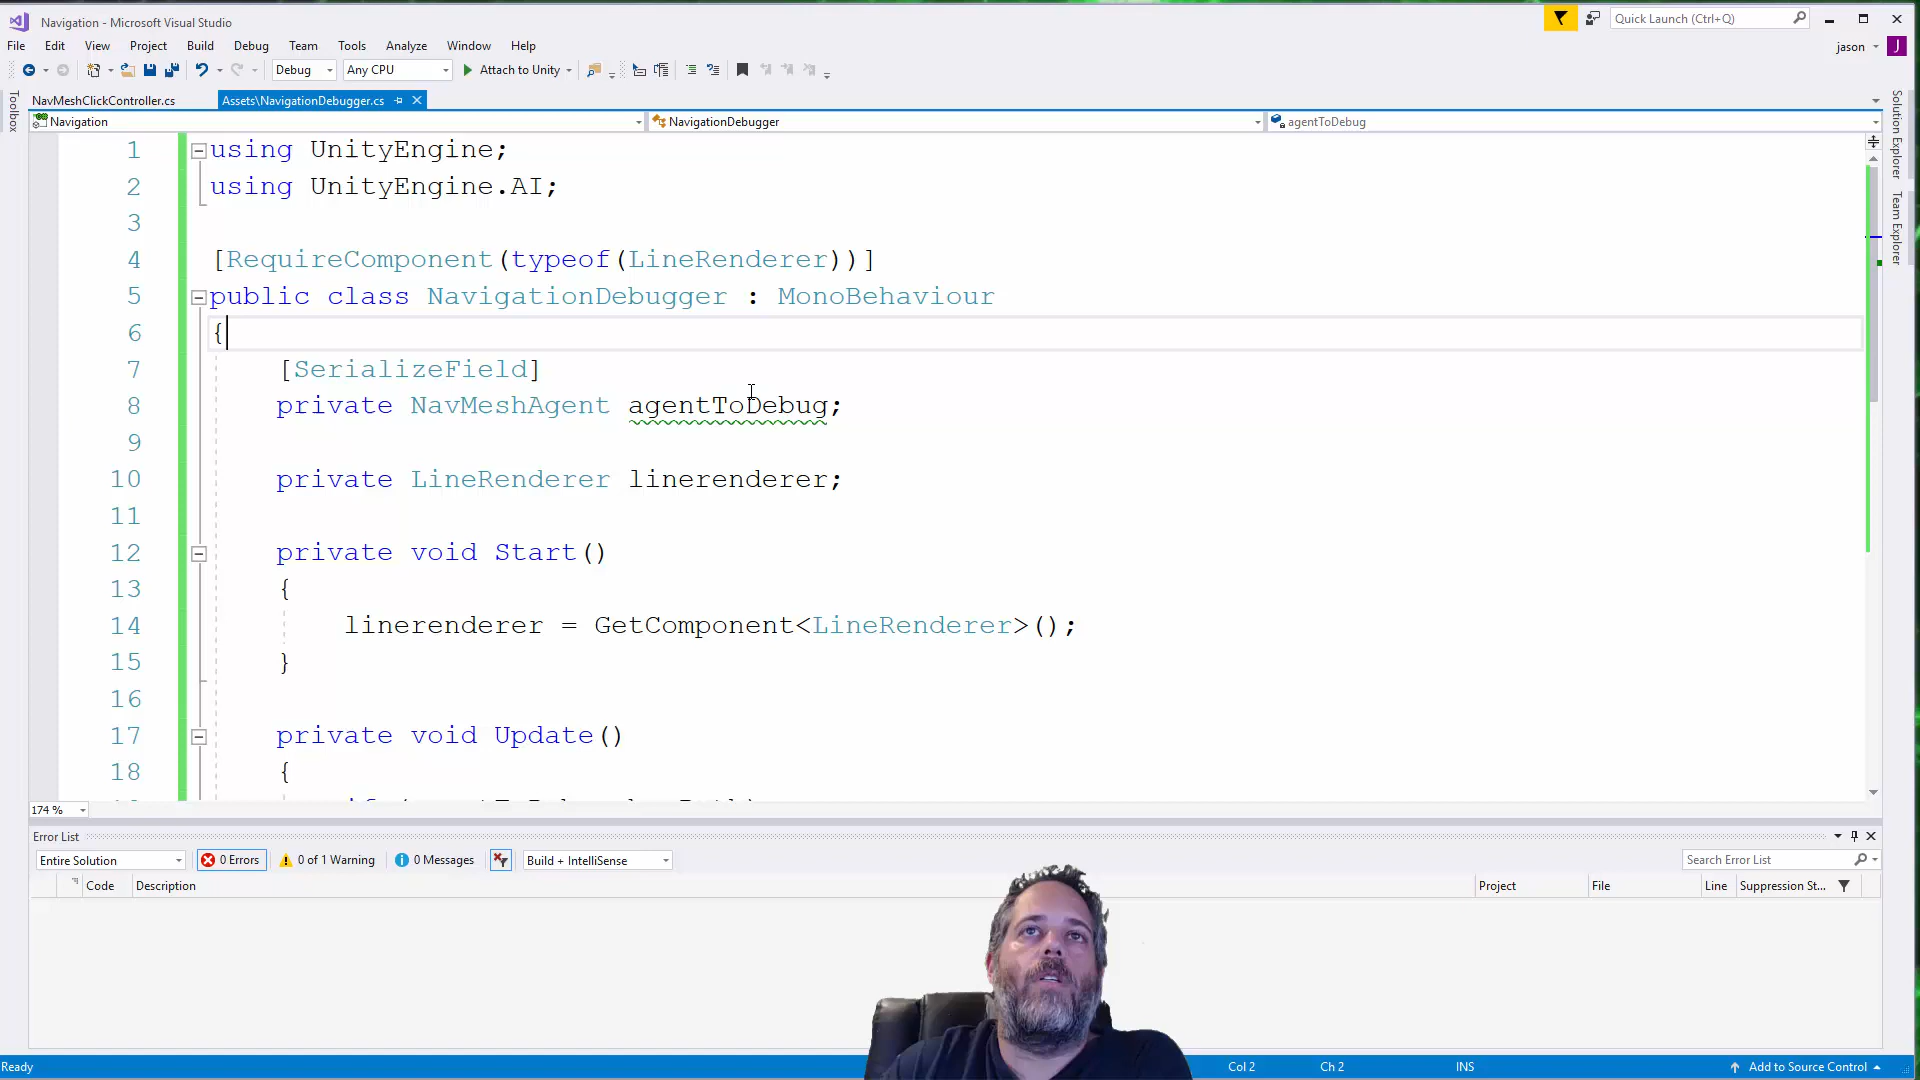 Navigation - Microsoft Visual Studio
Quick Launch (Ctrl+Q)
File Edit View Project Build Debug Team Tools Analyze Window Help
jason J
Debug Any CPU Attach to Unity
Toolbox
NavMeshClickController.cs Assets\NavigationDebugger.cs
Navigation NavigationDebugger agentToDebug
Solution Explorer
Team Explorer
1 using UnityEngine;
2 using UnityEngine.AI;
3
4 [RequireComponent(typeof(LineRenderer))]
5 public class NavigationDebugger : MonoBehaviour
6 {
7 [SerializeField]
8 private NavMeshAgent agentToDebug;
9
10 private LineRenderer linerenderer;
11
12 private void Start()
13 {
14 linerenderer = GetComponent<LineRenderer>();
15 }
16
17 private void Update()
18 {
174 %
Error List
Entire Solution 0 Errors 0 of 1 Warning 0 Messages Build + IntelliSense Search Error List
Code Description Project File Line Suppression St...
Ready Col 2 Ch 2 INS Add to Source Control